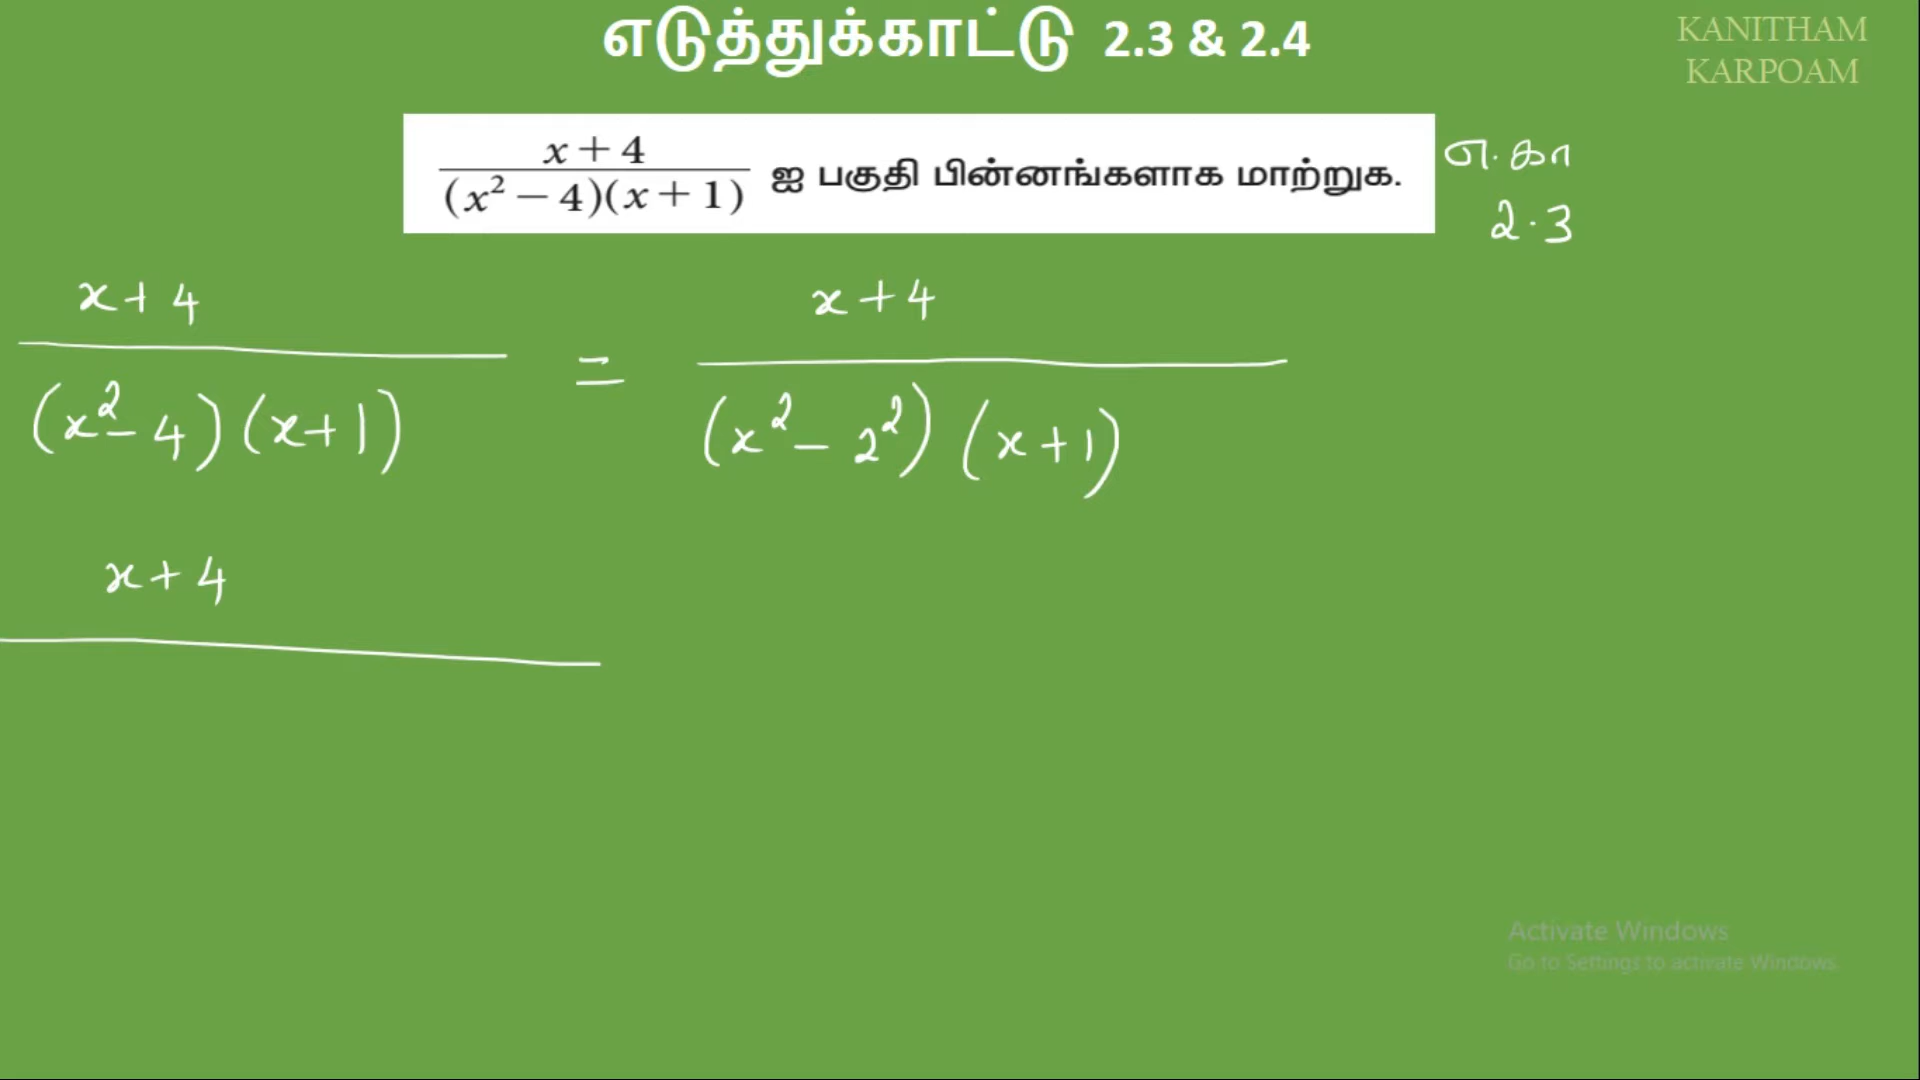 எடுத்துக்காட்டு 2.3 & 2.4
KANITHAM
KARPOAM
x + 4
(x² − 4)(x + 1) ஐ பகுதி பின்னங்களாக மாற்றுக.
எ.கா
2.3
x + 4 = x + 4
(x² - 4) (x+1) (x² - 2²) (x+1)
x + 4
Activate Windows
Go to Settings to activate Windows.